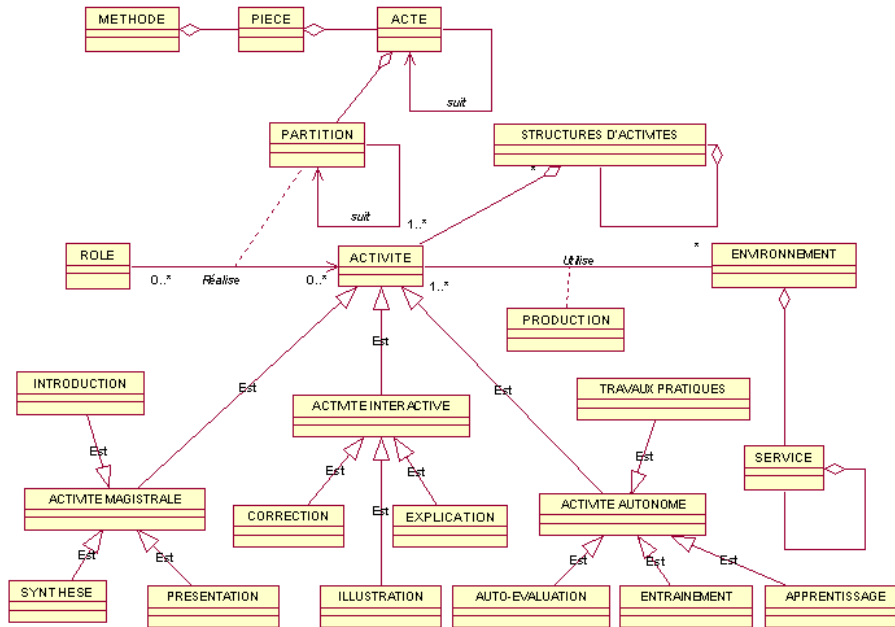 METHODE
PIECE
ACTE
suit
PARTITION
STRUCTURES D'ACTIVITES
*
suit
1..*
ROLE
ACTIVITE
Utilise
*
ENVIRONNEMENT
0..*
Réalise
0..*
1..*
PRODUCTION
Est
Est
Est
INTRODUCTION
TRAVAUX PRATIQUES
ACTIVITE INTERACTIVE
Est
Est
SERVICE
Est
Est
ACTIVITE MAGISTRALE
ACTIVITE AUTONOME
CORRECTION
Est
EXPLICATION
Est
Est
Est
Est
Est
SYNTHESE
PRESENTATION
ILLUSTRATION
AUTO-EVALUATION
ENTRAINEMENT
APPRENTISSAGE